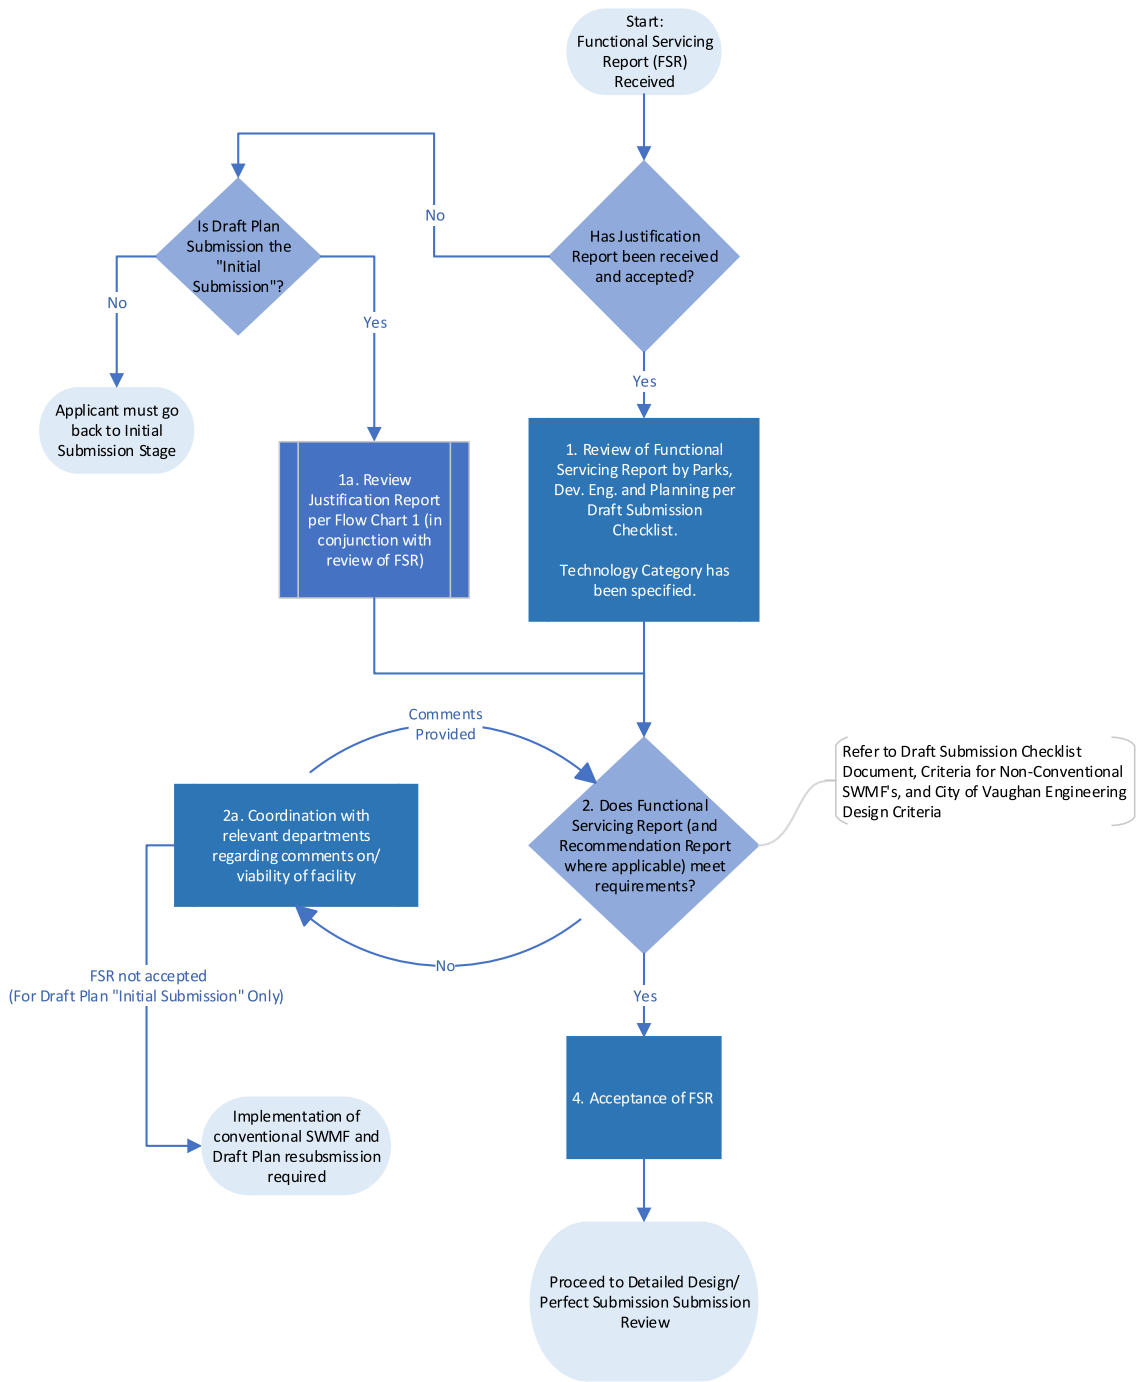 Start:
Functional Servicing
Report (FSR)
Received
No
Has Justification
Report been received
and accepted?
Is Draft Plan
Submission the
"Initial
Submission"?
No
Yes
Yes
Applicant must go
back to Initial
Submission Stage
1a. Review
Justification Report
per Flow Chart 1 (in
conjunction with
review of FSR)
1. Review of Functional
Servicing Report by Parks,
Dev. Eng. and Planning per
Draft Submission
Checklist.
Technology Category has
been specified.
Comments
Provided
2a. Coordination with
relevant departments
regarding comments on/
viability of facility
2. Does Functional
Servicing Report (and
Recommendation Report
where applicable) meet
requirements?
Refer to Draft Submission Checklist
Document, Criteria for Non-Conventional
SWMF's, and City of Vaughan Engineering
Design Criteria
No
FSR not accepted
(For Draft Plan "Initial Submission" Only)
Yes
4. Acceptance of FSR
Implementation of
conventional SWMF and
Draft Plan resubsmission
required
Proceed to Detailed Design/
Perfect Submission Submission
Review